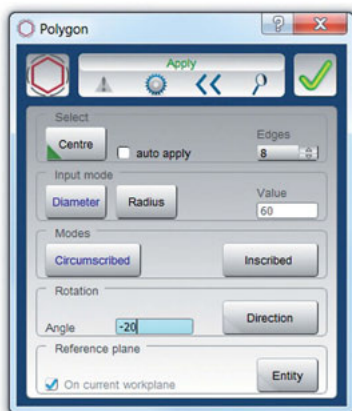 Polygon
Apply
Select
Centre
auto apply
Edges
8
Input mode
Diameter
Radius
Value
60
Modes
Circumscribed
Inscribed
Rotation
Angle
-20
Direction
Reference plane
On current workplane
Entity